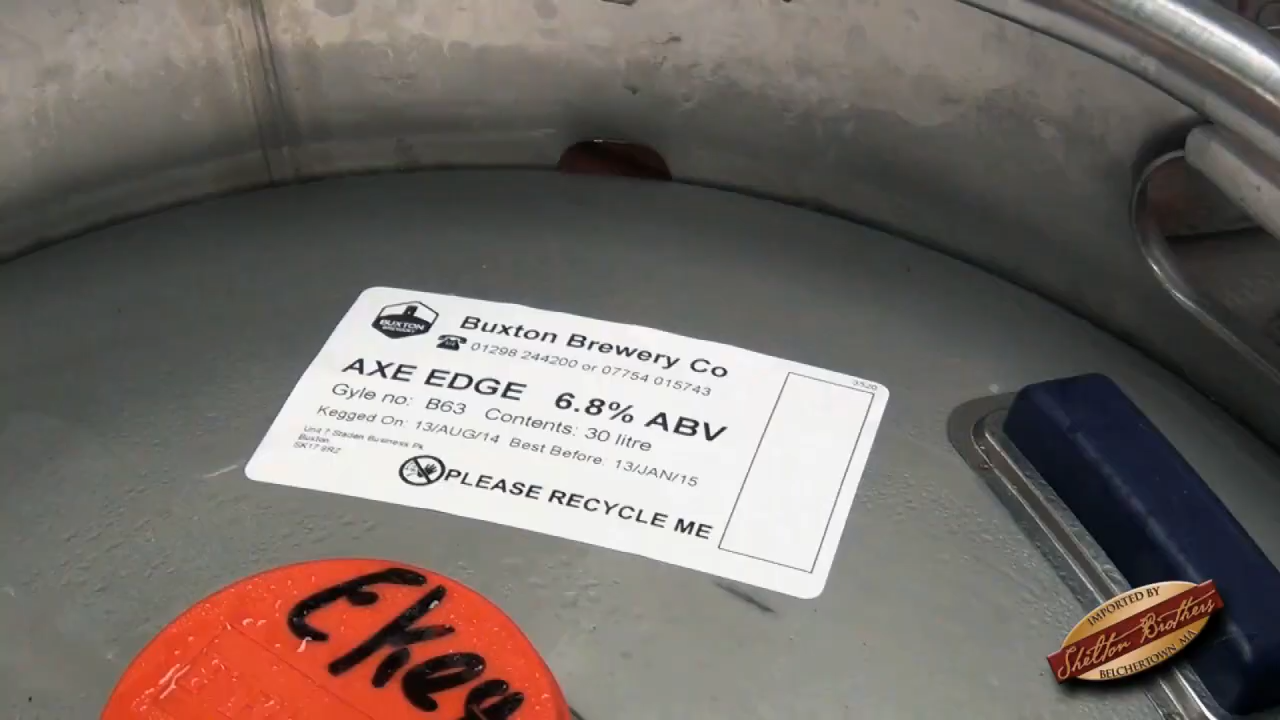 BUXTON
BREWERY
Buxton Brewery Co
01298 244200 or 07754 015743
3520
AXE EDGE 6.8% ABV
Gyle no: B63 Contents: 30 litre
Kegged On: 13/AUG/14 Best Before: 13/JAN/15
Unit 7 Staden Business Pk
Buxton
SK17 9RZ
PLEASE RECYCLE ME
IMPORTED BY
Shelton Brothers
BELCHERTOWN, MA